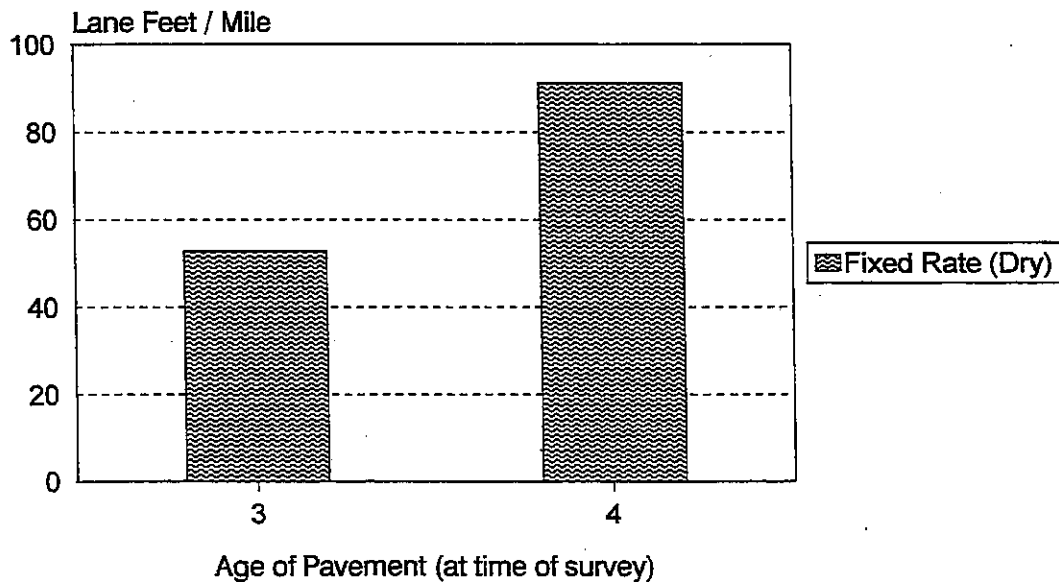 Lane Feet / Mile
100
80
60
40
20
0
3 4
Age of Pavement (at time of survey)
Fixed Rate (Dry)